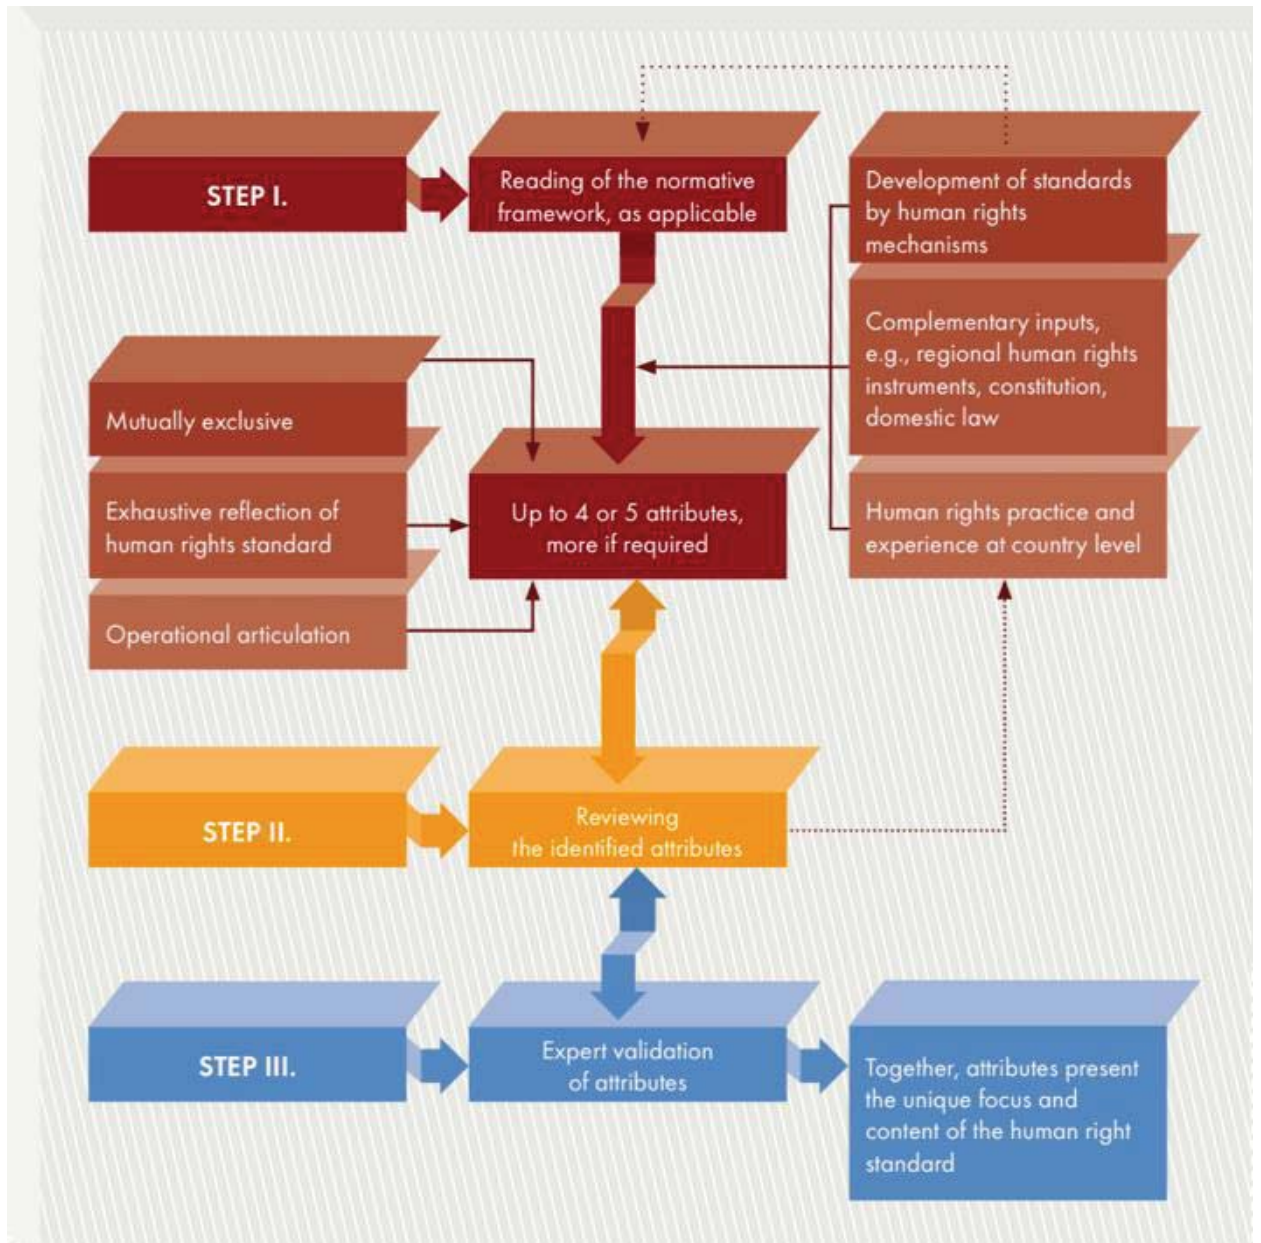 STEP I.
Reading of the normative
framework, as applicable
Development of standards
by human rights
mechanisms
Complementary inputs,
e.g., regional human rights
instruments, constitution,
domestic law
Human rights practice and
experience at country level
Mutually exclusive
Exhaustive reflection of
human rights standard
Operational articulation
Up to 4 or 5 attributes,
more if required
STEP II.
Reviewing
the identified attributes
STEP III.
Expert validation
of attributes
Together, attributes present
the unique focus and
content of the human right
standard